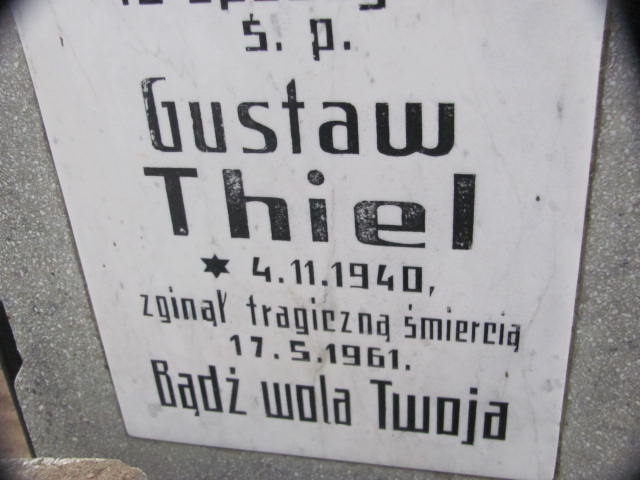 ś. p.
Gustaw
Thiel
★ 4.11.1940,
zginął tragiczną śmiercią
17.5.1961.
Bądź wola Twoja